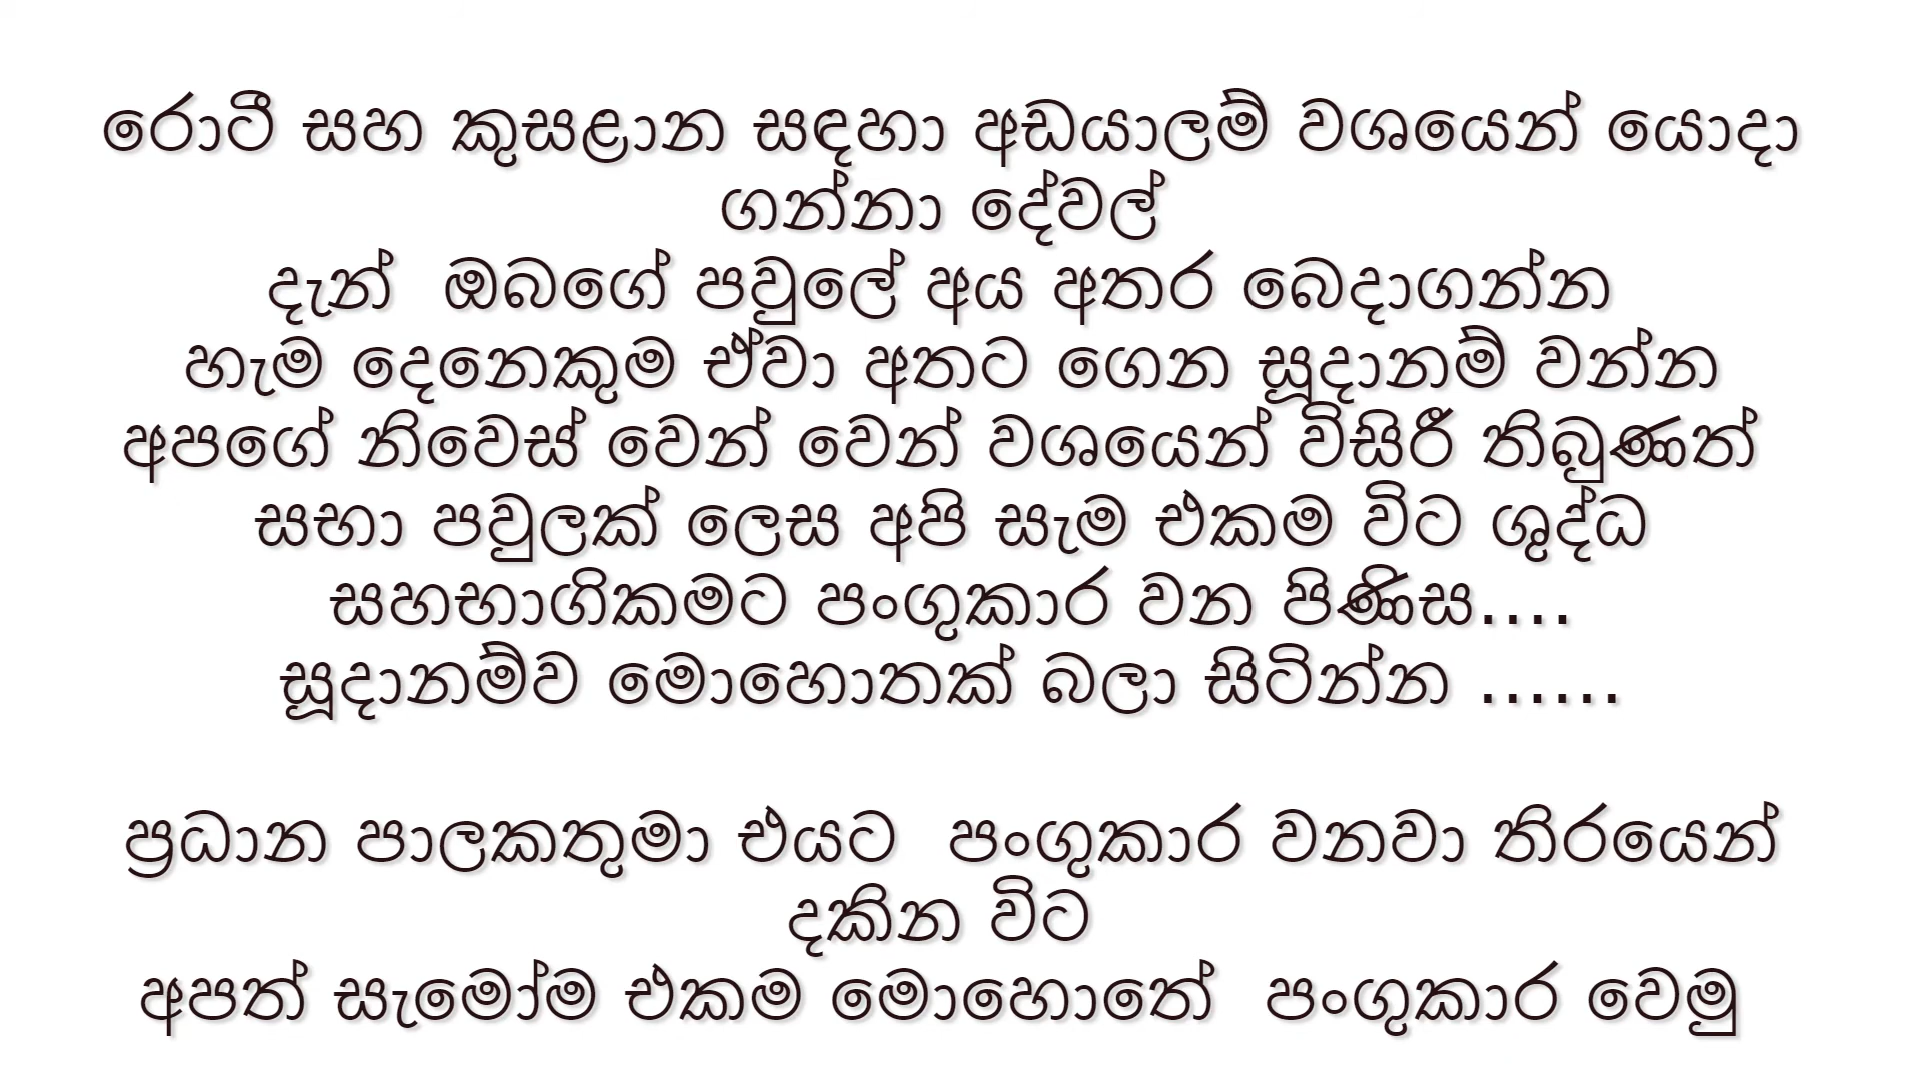 රොටී සහ කුසළාන සඳහා අඩයාලම් වශයෙන් යොදා
ගන්නා දේවල්
දැන්  ඔබගේ පවුලේ අය අතර බෙදාගන්න
හැම දෙනෙකුම ඒවා අතට ගෙන සූදානම් වන්න
අපගේ නිවෙස් වෙන් වෙන් වශයෙන් විසිරී තිබුණත්
සභා පවුලක් ලෙස අපි සැම එකම විට ශුද්ධ
සහභාගිකමට පංගුකාර වන පිණිස....
සූදානම්ව මොහොතක් බලා සිටින්න ......
ප්‍රධාන පාලකතුමා එයට  පංගුකාර වනවා තිරයෙන්
දකින විට
අපත් සැමෝම එකම මොහොතේ  පංගුකාර වෙමු